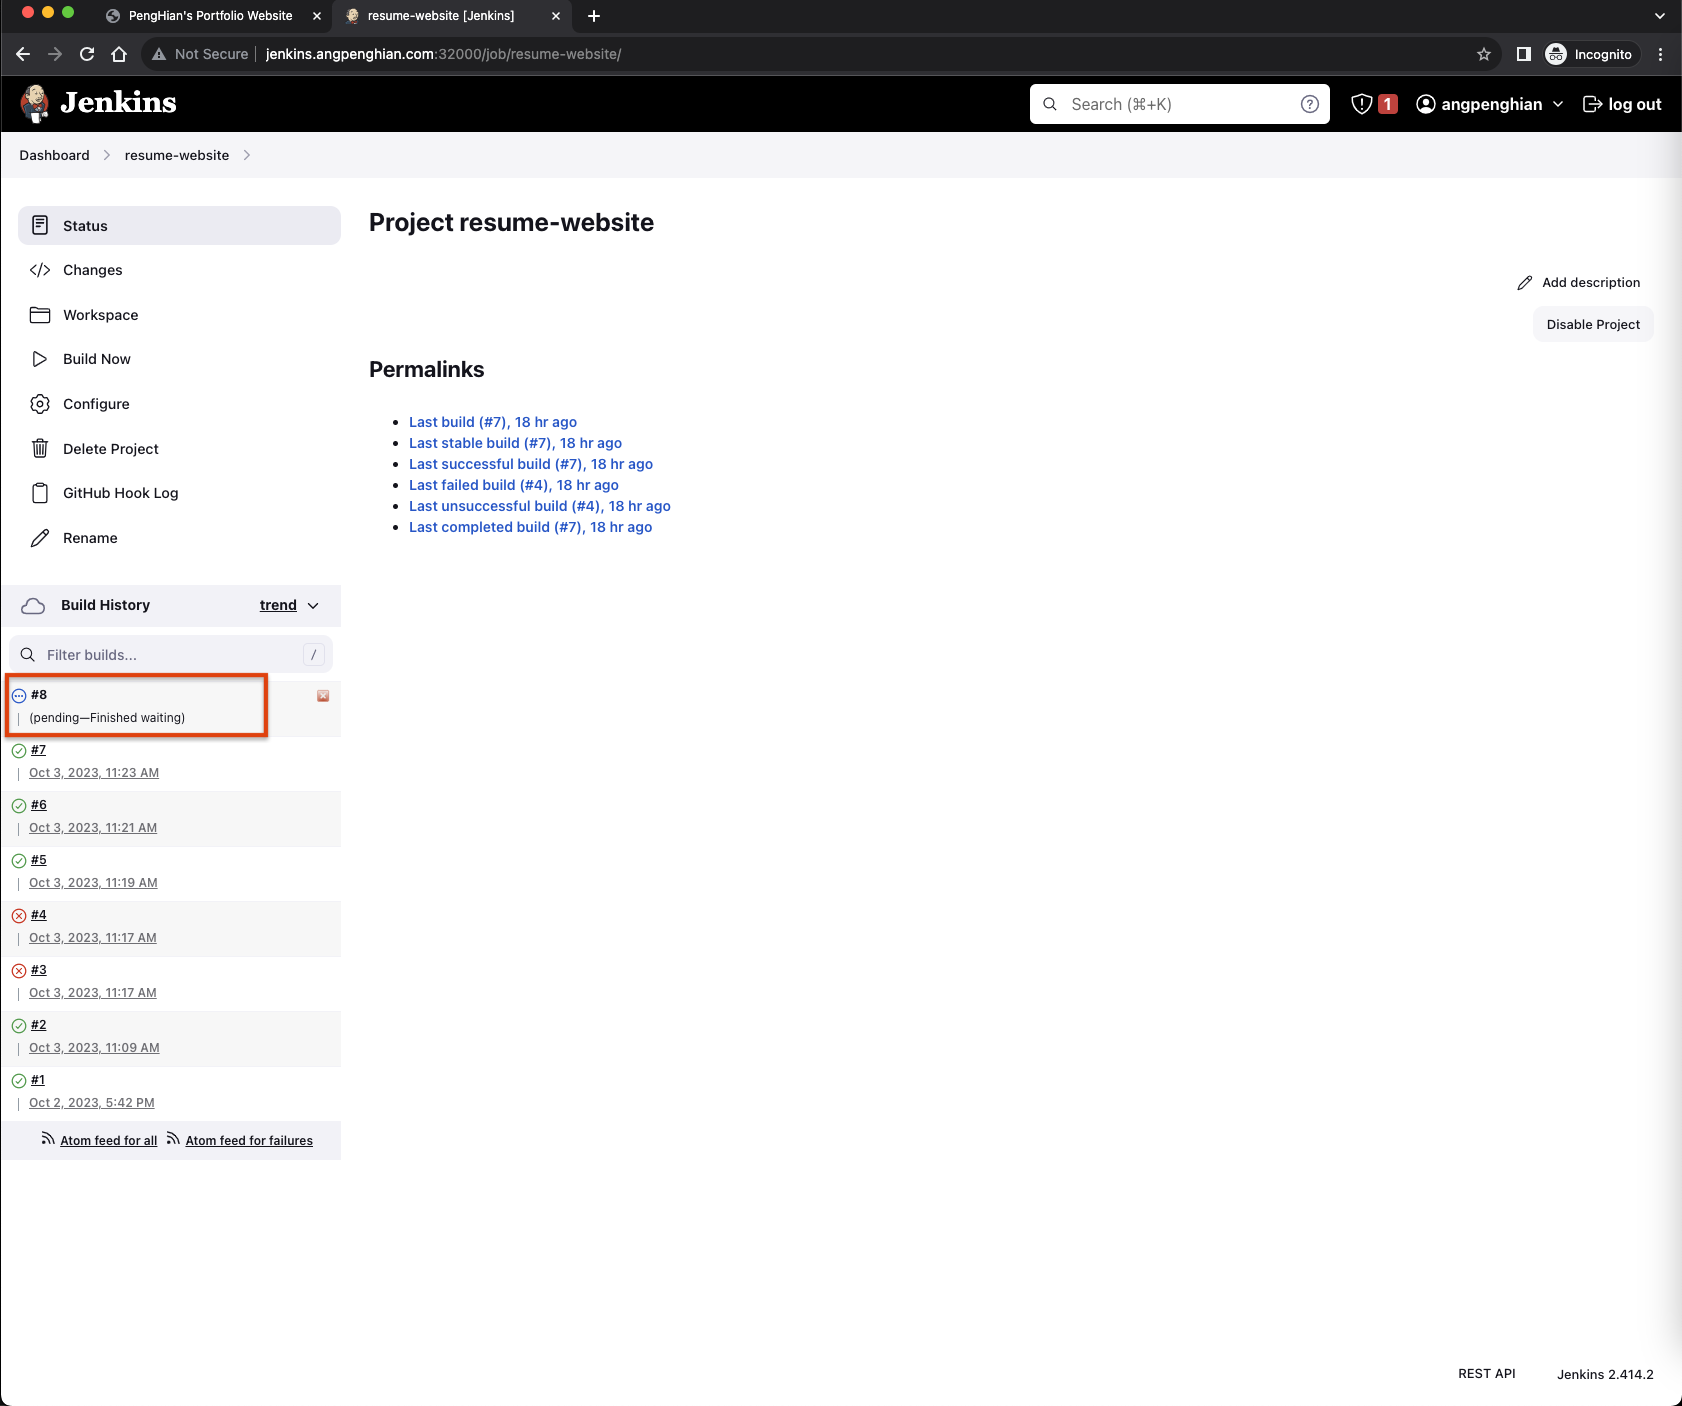 PengHian's Portfolio Website
resume-website [Jenkins]
Not Secure
jenkins.angpenghian.com:32000/job/resume-website/
Incognito
Jenkins
Search (⌘+K)
1
angpenghian
log out
Dashboard
resume-website
Status
Changes
Workspace
Build Now
Configure
Delete Project
GitHub Hook Log
Rename
Project resume-website
Add description
Disable Project
Permalinks
Last build (#7), 18 hr ago
Last stable build (#7), 18 hr ago
Last successful build (#7), 18 hr ago
Last failed build (#4), 18 hr ago
Last unsuccessful build (#4), 18 hr ago
Last completed build (#7), 18 hr ago
Build History
trend
Filter builds...
/
#8
(pending—Finished waiting)
#7
Oct 3, 2023, 11:23 AM
#6
Oct 3, 2023, 11:21 AM
#5
Oct 3, 2023, 11:19 AM
#4
Oct 3, 2023, 11:17 AM
#3
Oct 3, 2023, 11:17 AM
#2
Oct 3, 2023, 11:09 AM
#1
Oct 2, 2023, 5:42 PM
Atom feed for all
Atom feed for failures
REST API
Jenkins 2.414.2